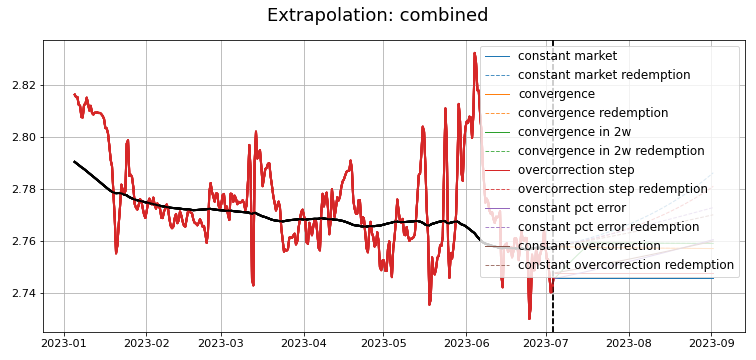 Extrapolation: combined
constant market
constant market redemption
convergence
convergence redemption
convergence in 2w
convergence in 2w redemption
overcorrection step
overcorrection step redemption
constant pct error
constant pct error redemption
constant overcorrection
constant overcorrection redemption
2.82
2.80
2.78
2.76
2.74
2023-01 2023-02 2023-03 2023-04 2023-05 2023-06 2023-07 2023-08 2023-09